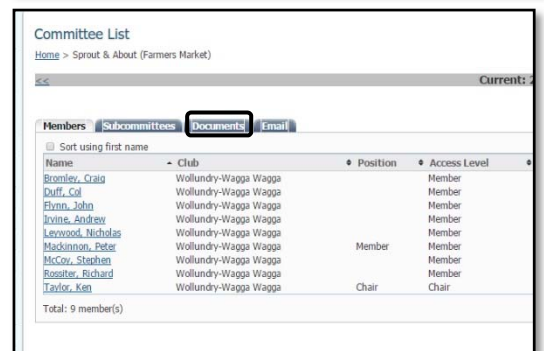 Committee List
Home > Sprout & About (Farmers Market)
<< Current: 2
Members Subcommittees Documents Email
Sort using first name
Name Club Position Access Level
Bromley, Craig Wollundry-Wagga Wagga Member
Duff, Col Wollundry-Wagga Wagga Member
Flynn, John Wollundry-Wagga Wagga Member
Irvine, Andrew Wollundry-Wagga Wagga Member
Leywood, Nicholas Wollundry-Wagga Wagga Member
Mackinnon, Peter Wollundry-Wagga Wagga Member Member
McCoy, Stephen Wollundry-Wagga Wagga Member
Rossiter, Richard Wollundry-Wagga Wagga Member
Taylor, Ken Wollundry-Wagga Wagga Chair Chair
Total: 9 member(s)